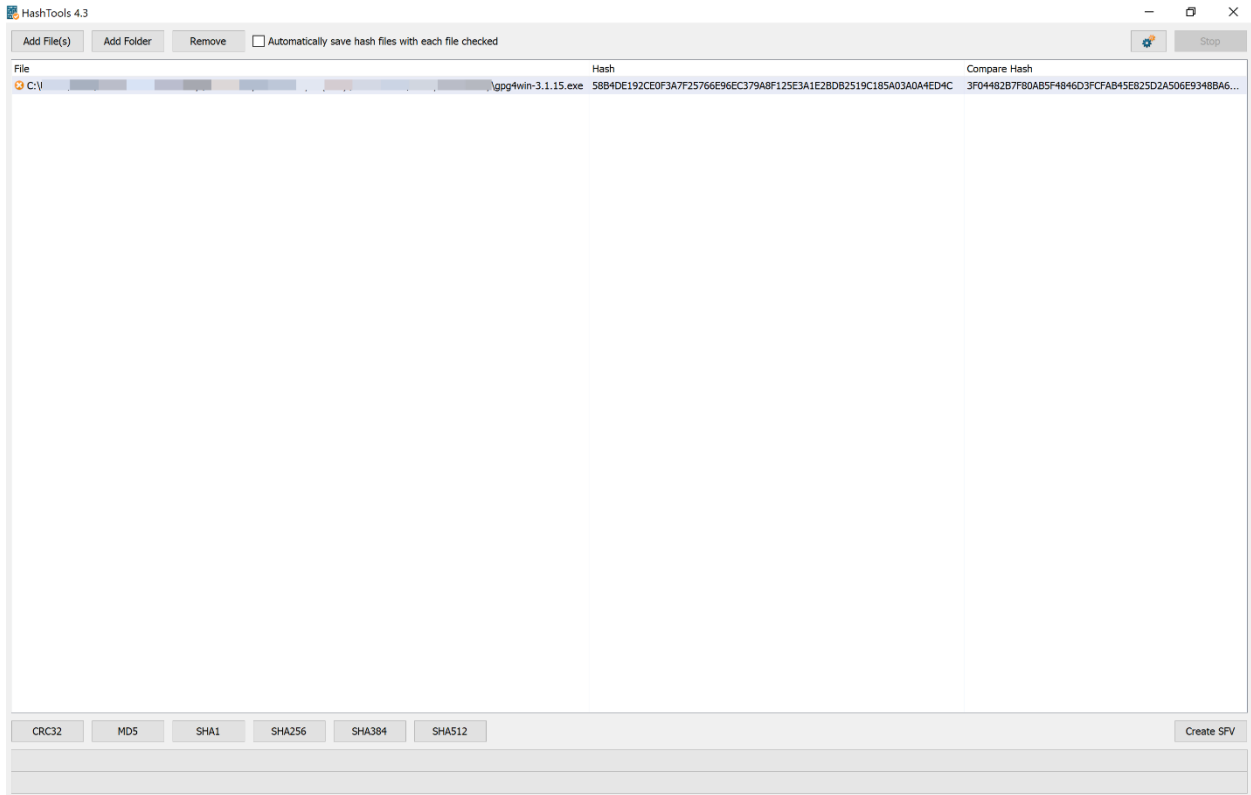 HashTools 4.3
Add File(s) Add Folder Remove Automatically save hash files with each file checked Stop
File Hash Compare Hash
C:\ \gpg4win-3.1.15.exe 58B4DE192CE0F3A7F25766E96EC379A8F125E3A1E2BDB2519C185A03A0A4ED4C 3F04482B7F80AB5F4846D3FCFAB45E825D2A506E9348BA6...
CRC32 MD5 SHA1 SHA256 SHA384 SHA512 Create SFV